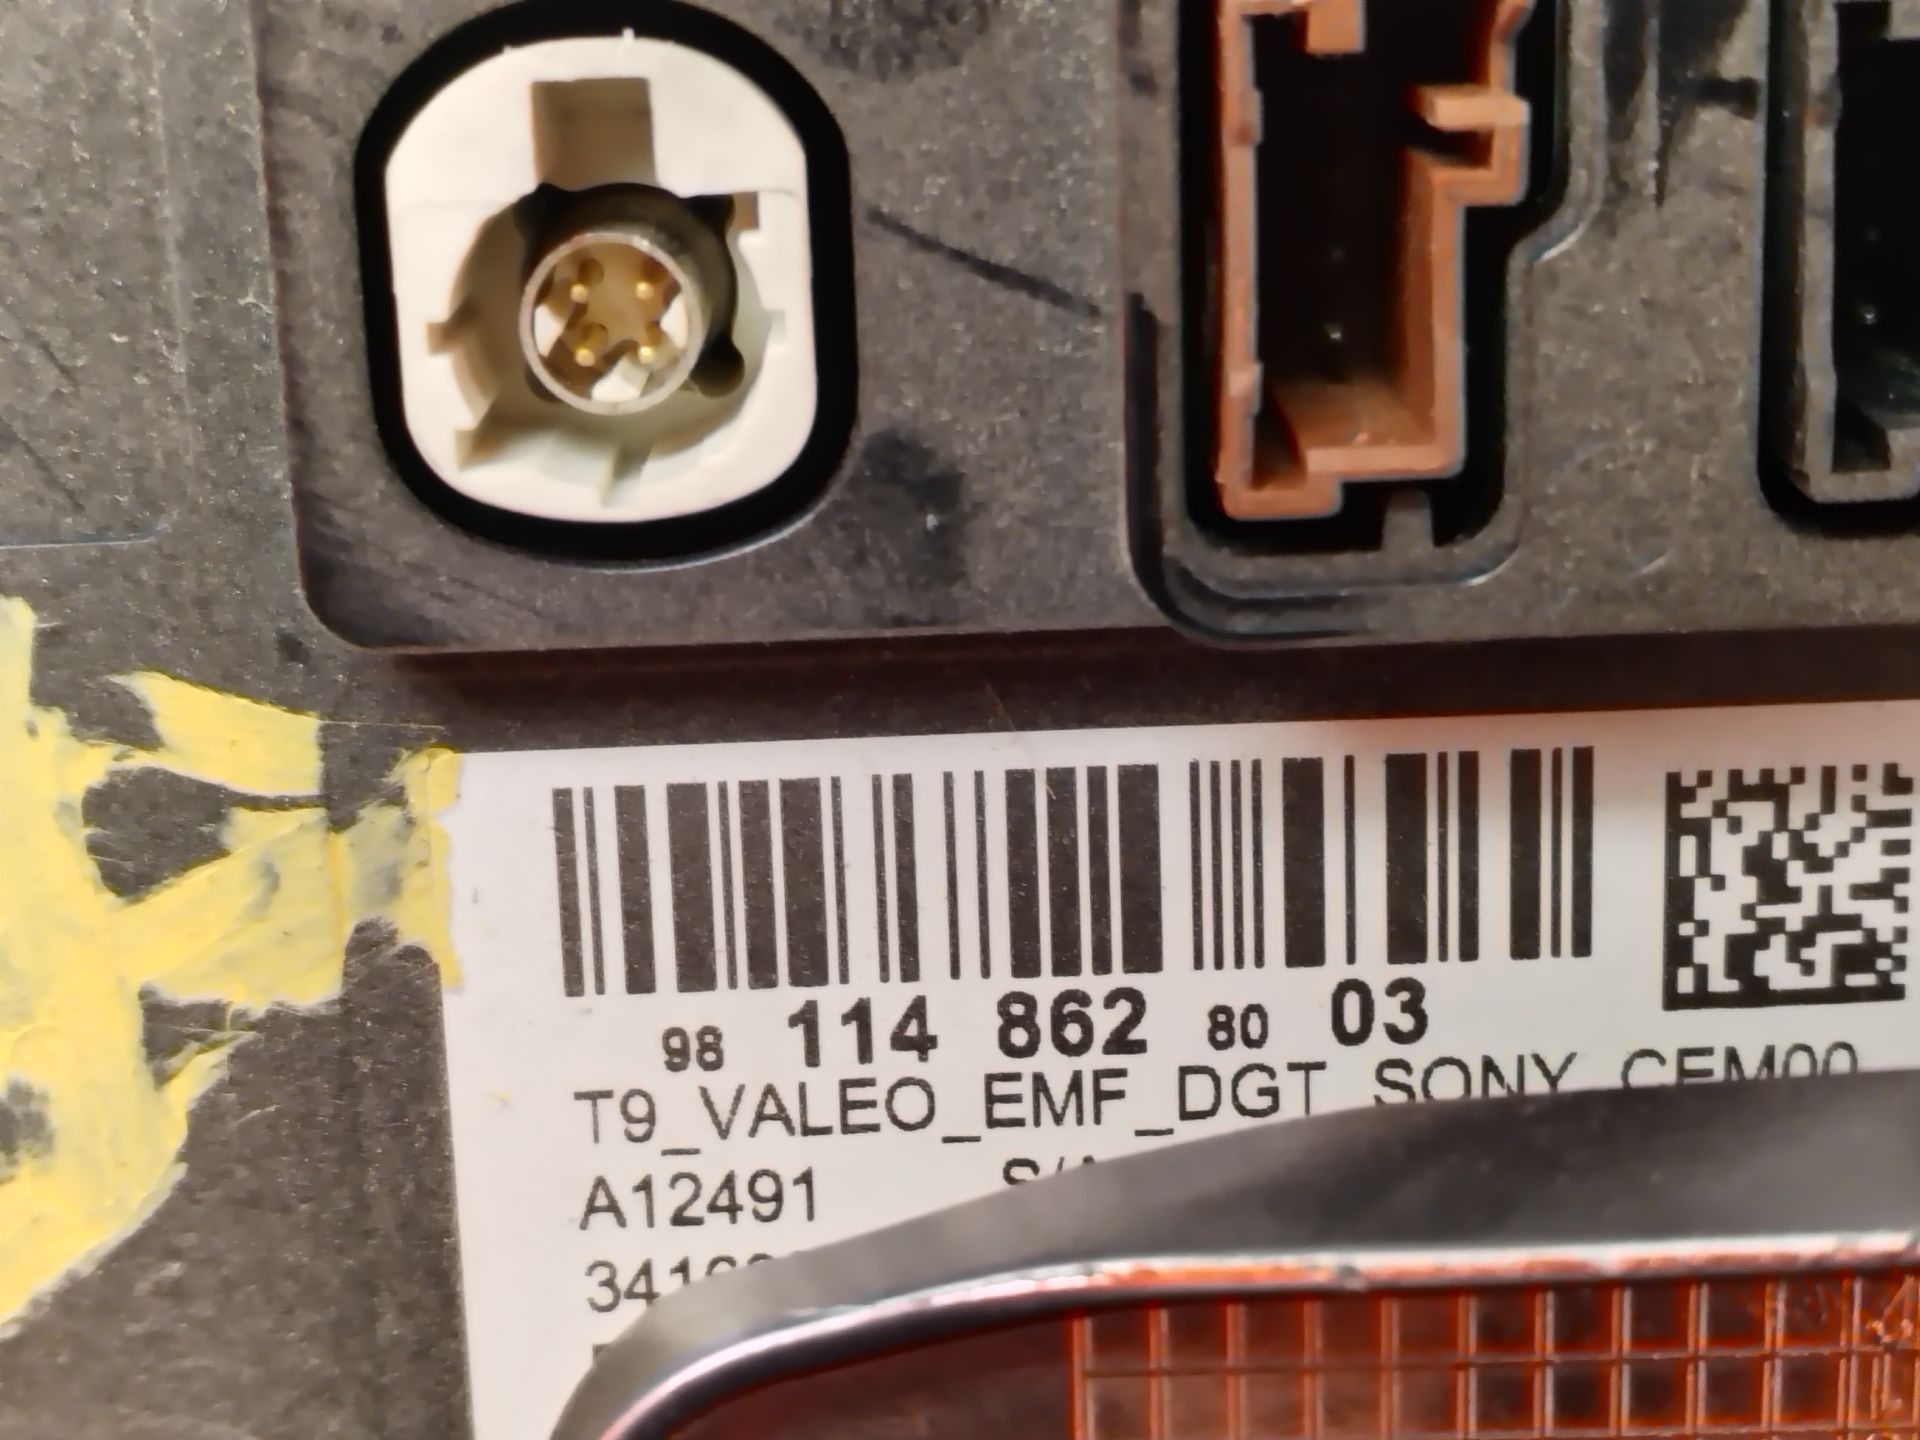 98 114 862 80 03
T9_VALEO_EMF_DGT_SONY_CEM00
A12491